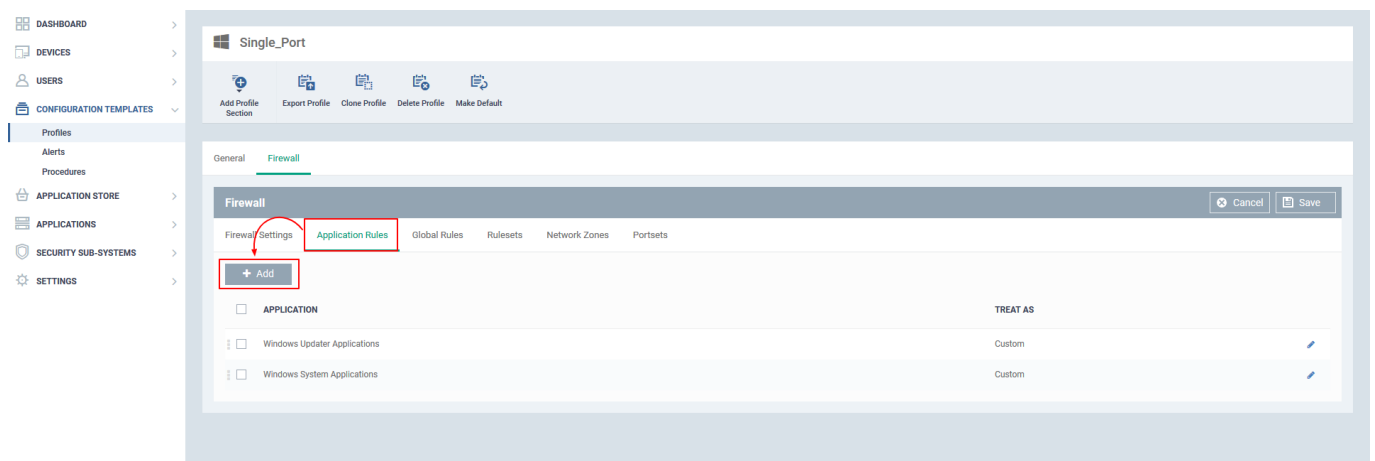 DASHBOARD
DEVICES
USERS
CONFIGURATION TEMPLATES
Profiles
Alerts
Procedures
APPLICATION STORE
APPLICATIONS
SECURITY SUB-SYSTEMS
SETTINGS
Single_Port
Add Profile
Section
Export Profile
Clone Profile
Delete Profile
Make Default
General Firewall
Firewall
Cancel Save
Firewall Settings Application Rules Global Rules Rulesets Network Zones Portsets
+ Add
APPLICATION TREAT AS
Windows Updater Applications Custom
Windows System Applications Custom